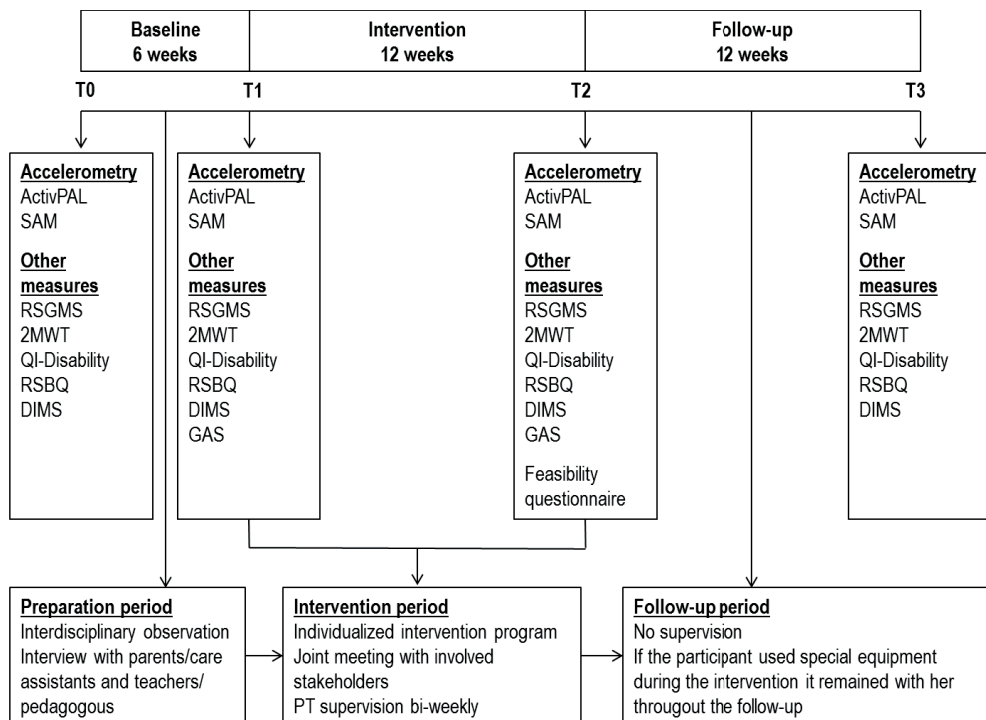 Baseline
6 weeks
Intervention
12 weeks
Follow-up
12 weeks
T0
T1
T2
T3
Accelerometry
ActivPAL
SAM
Other
measures
RSGMS
2MWT
QI-Disability
RSBQ
DIMS
Accelerometry
ActivPAL
SAM
Other
measures
RSGMS
2MWT
QI-Disability
RSBQ
DIMS
GAS
Accelerometry
ActivPAL
SAM
Other
measures
RSGMS
2MWT
QI-Disability
RSBQ
DIMS
GAS
Feasibility
questionnaire
Accelerometry
ActivPAL
SAM
Other
measures
RSGMS
2MWT
QI-Disability
RSBQ
DIMS
Preparation period
Interdisciplinary observation
Interview with parents/care
assistants and teachers/
pedagogous
Intervention period
Individualized intervention program
Joint meeting with involved
stakeholders
PT supervision bi-weekly
Follow-up period
No supervision
If the participant used special equipment
during the intervention it remained with her
througout the follow-up